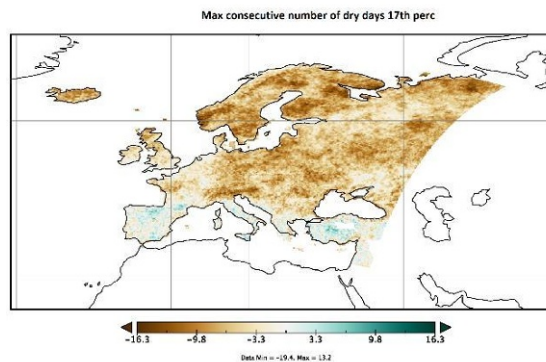 Max consecutive number of dry days 17th perc
−16.3 −9.8 −3.3 3.3 9.8 16.3
Data Min = −19.4, Max = 13.2